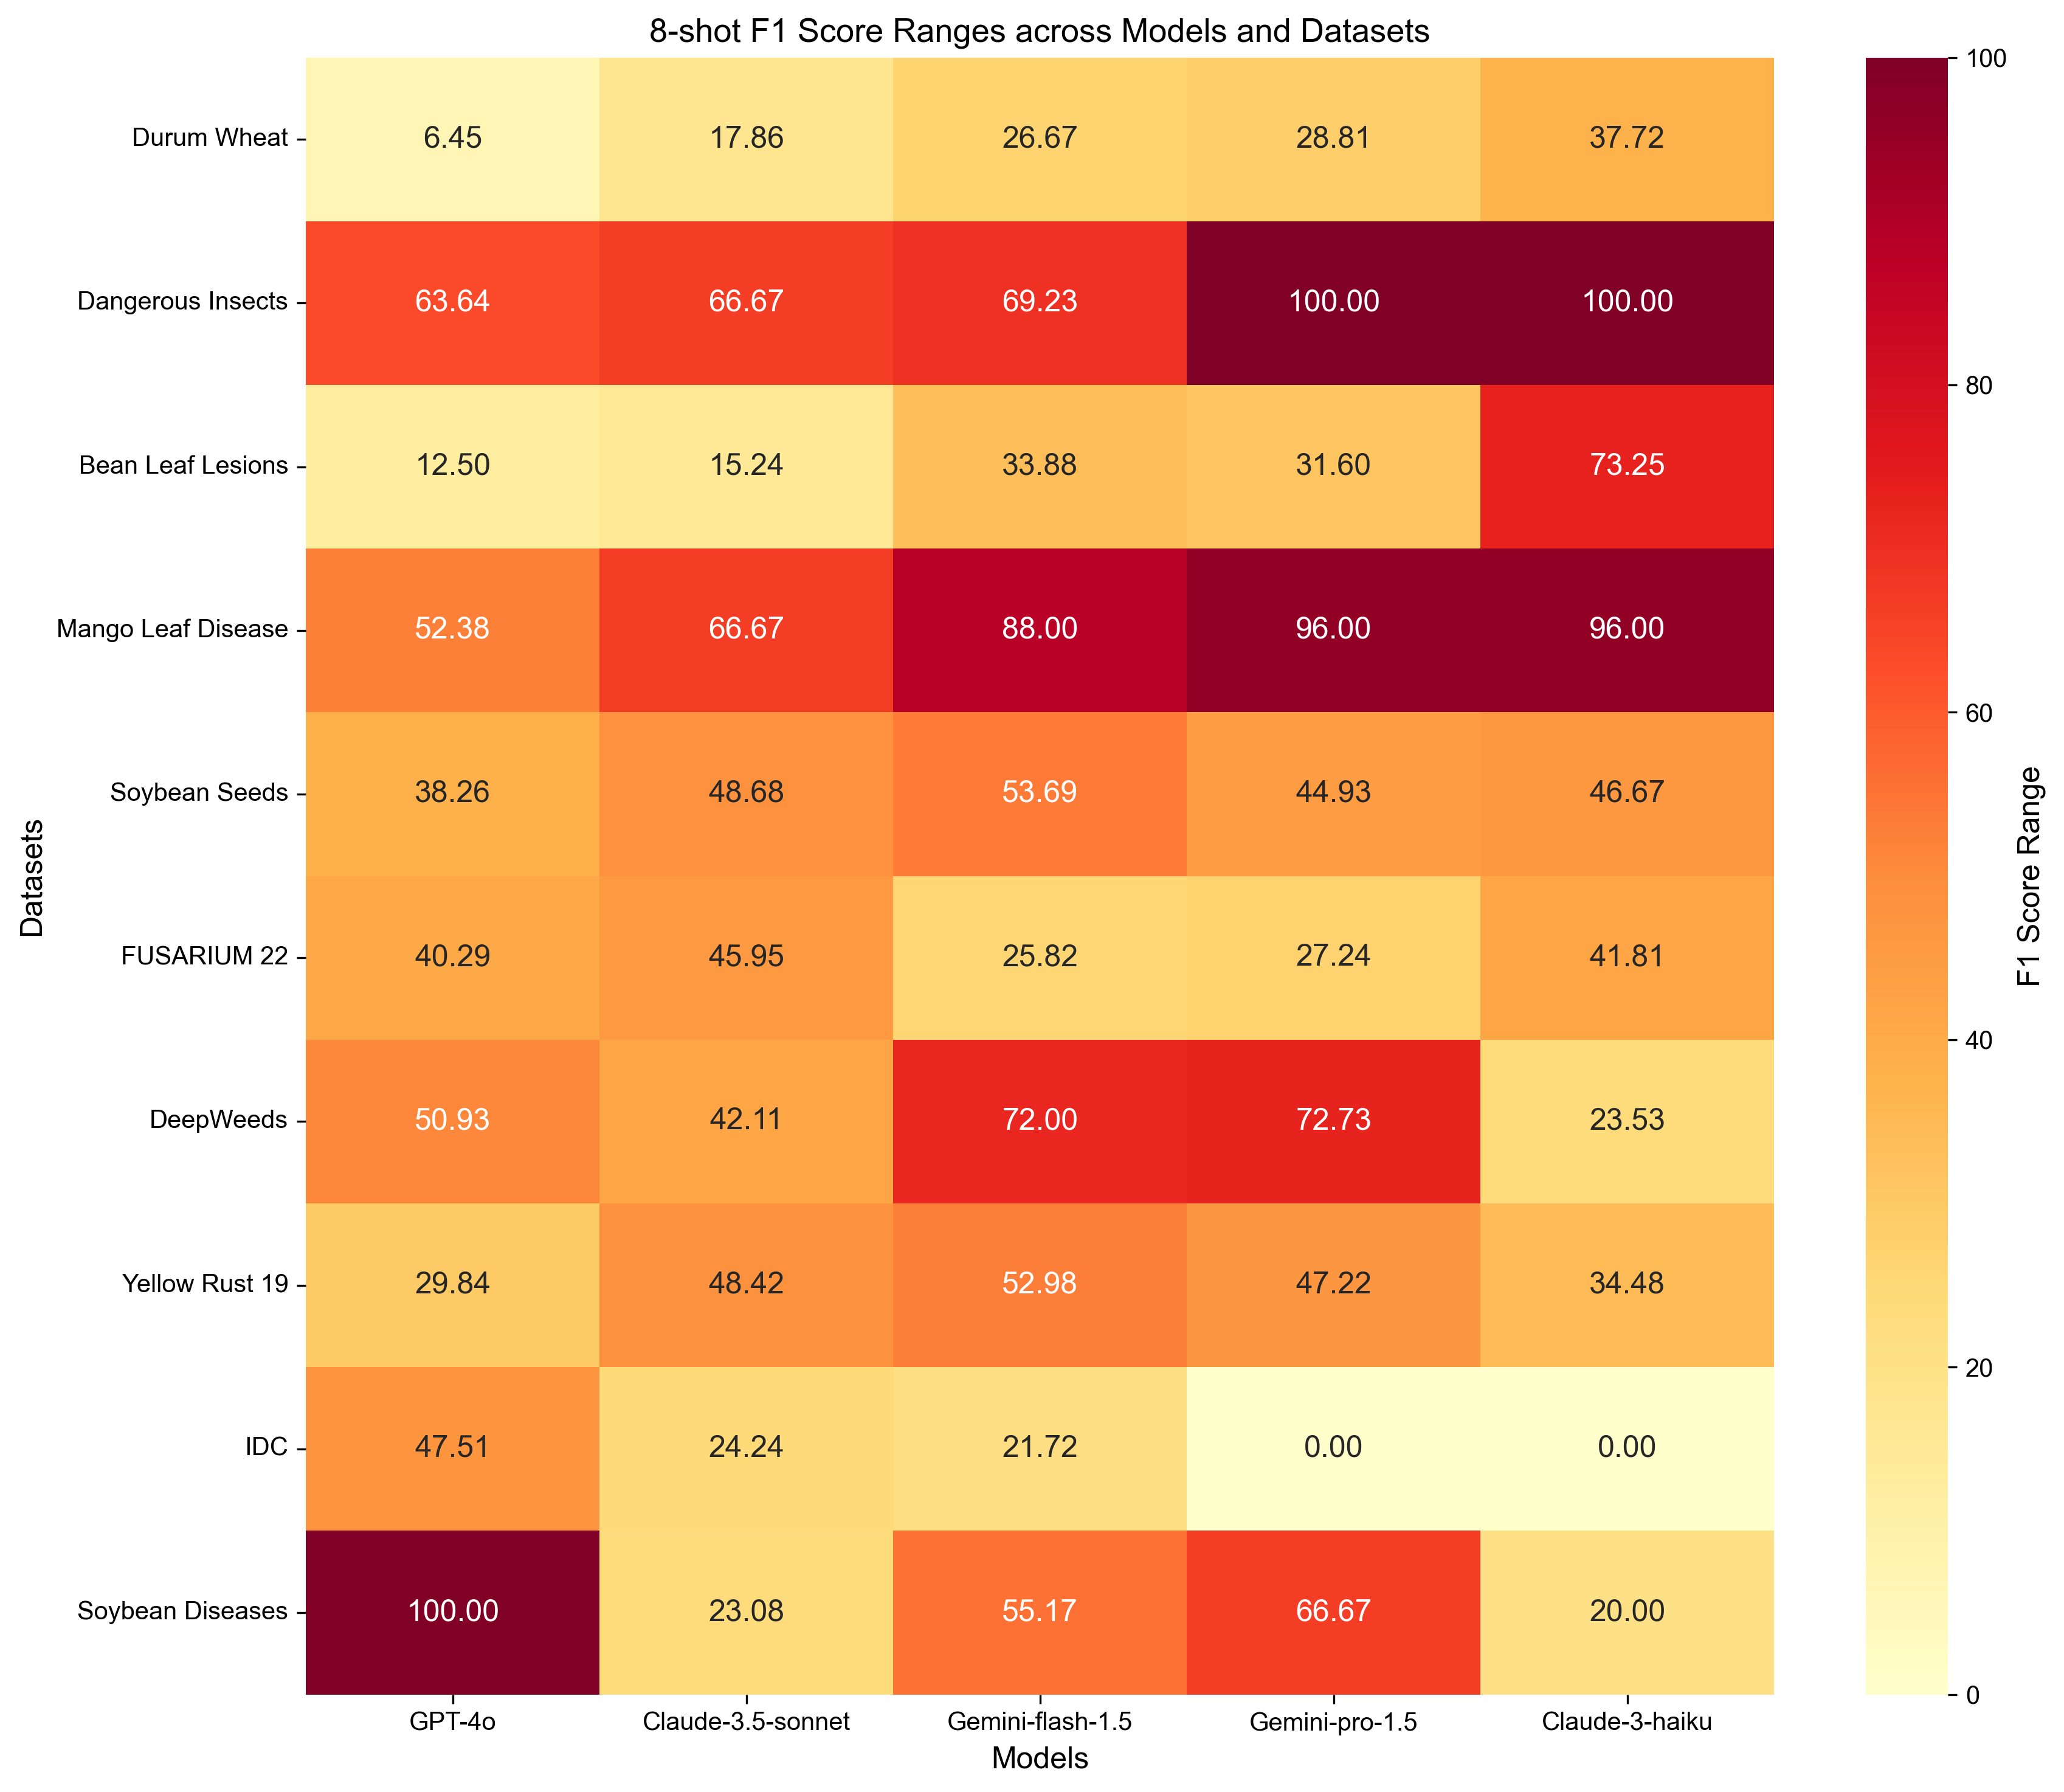 8-shot F1 Score Ranges across Models and Datasets
Durum Wheat 6.45 17.86 26.67 28.81 37.72
Dangerous Insects 63.64 66.67 69.23 100.00 100.00
Bean Leaf Lesions 12.50 15.24 33.88 31.60 73.25
Mango Leaf Disease 52.38 66.67 88.00 96.00 96.00
Soybean Seeds 38.26 48.68 53.69 44.93 46.67
FUSARIUM 22 40.29 45.95 25.82 27.24 41.81
DeepWeeds 50.93 42.11 72.00 72.73 23.53
Yellow Rust 19 29.84 48.42 52.98 47.22 34.48
IDC 47.51 24.24 21.72 0.00 0.00
Soybean Diseases 100.00 23.08 55.17 66.67 20.00
GPT-4o Claude-3.5-sonnet Gemini-flash-1.5 Gemini-pro-1.5 Claude-3-haiku
Models
Datasets
100
80
60
40
20
0
F1 Score Range